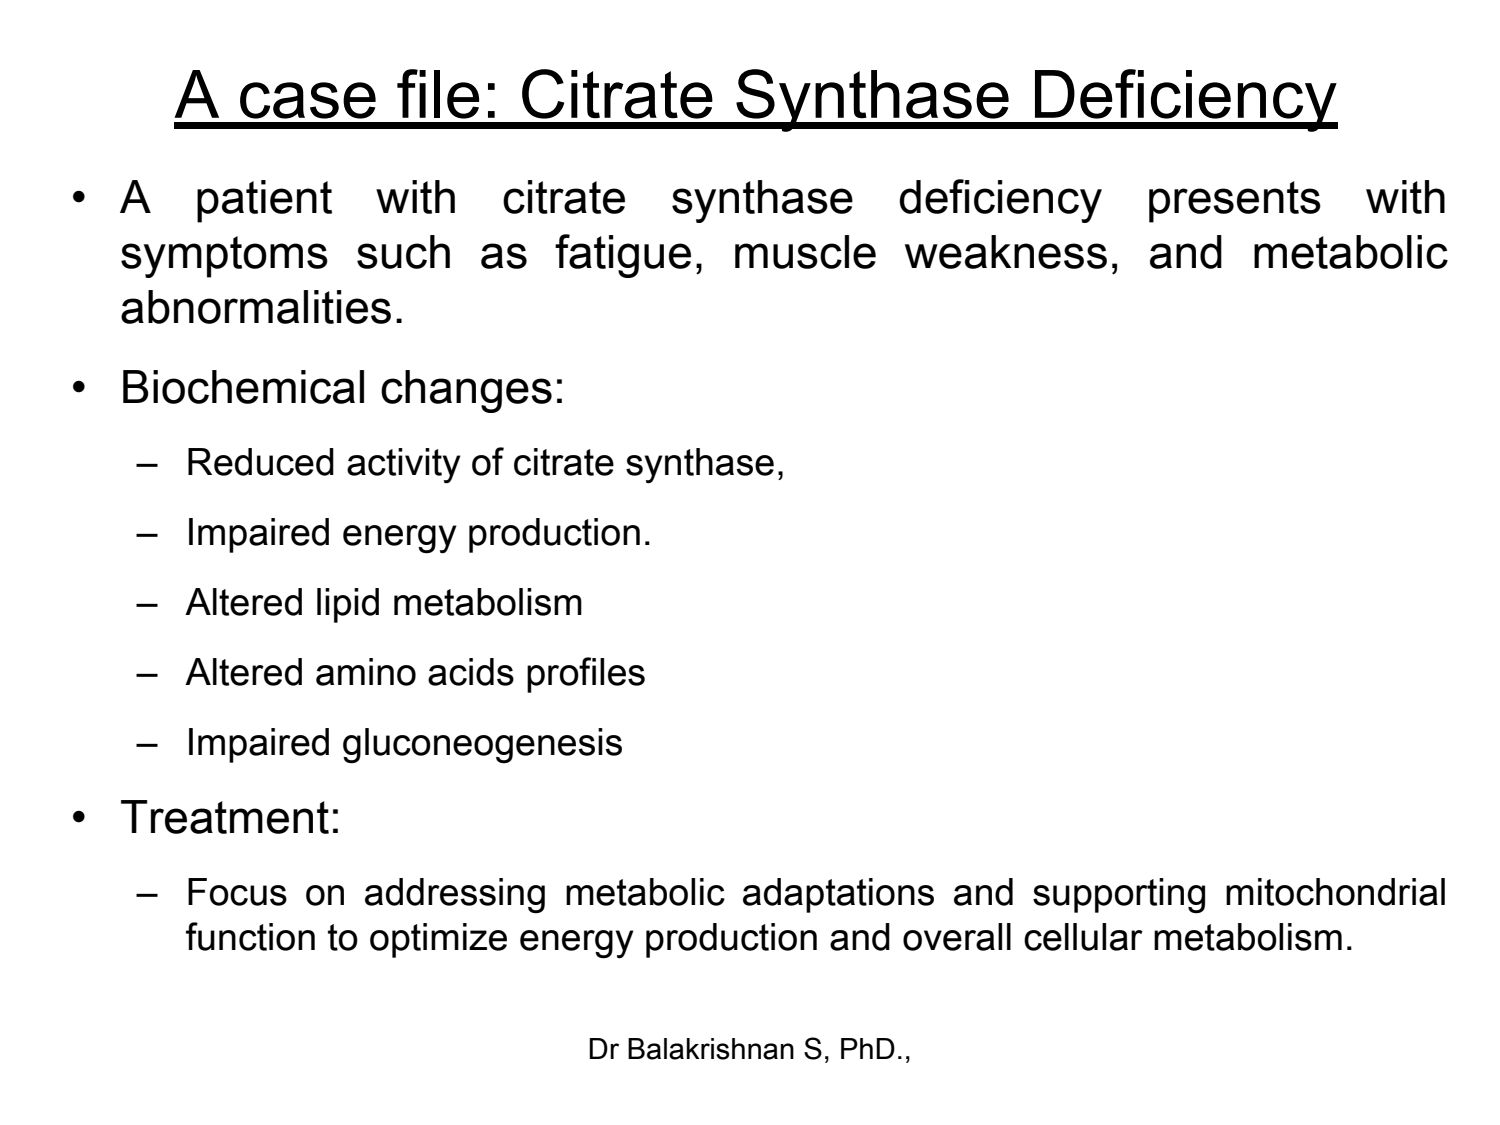 A case file: Citrate Synthase Deficiency
• A patient with citrate synthase deficiency presents with
symptoms such as fatigue, muscle weakness, and metabolic
abnormalities.
• Biochemical changes:
– Reduced activity of citrate synthase,
– Impaired energy production.
– Altered lipid metabolism
– Altered amino acids profiles
– Impaired gluconeogenesis
• Treatment:
– Focus on addressing metabolic adaptations and supporting mitochondrial
function to optimize energy production and overall cellular metabolism.
Dr Balakrishnan S, PhD.,